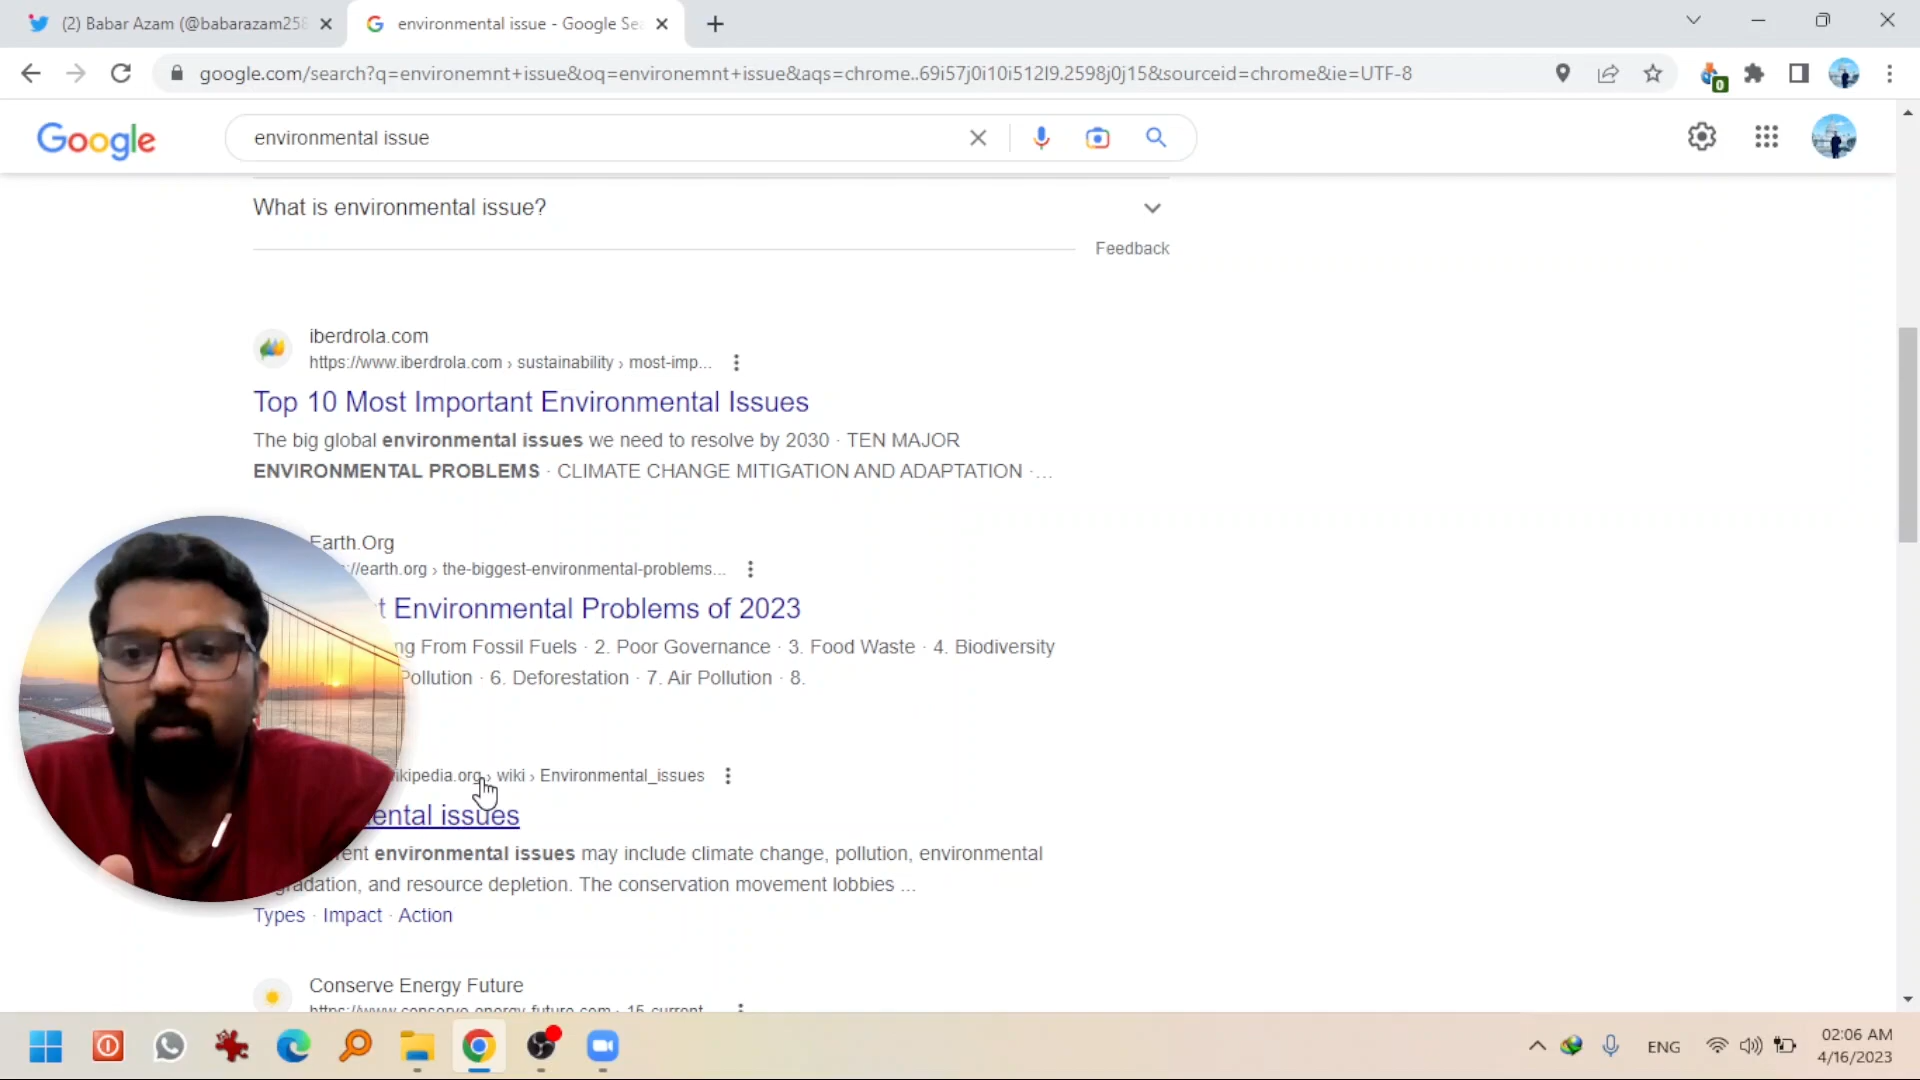 (2) Babar Azam (@babarazam258
environmental issue - Google Se
google.com/search?q=environemnt+issue&oq=environemnt+issue&aqs=chrome..69i57j0i10i512l9.2598j0j15&sourceid=chrome&ie=UTF-8
0
Google
environmental issue
What is environmental issue?
Feedback
iberdrola.com
https://www.iberdrola.com › sustainability › most-imp...
Top 10 Most Important Environmental Issues
The big global environmental issues we need to resolve by 2030 · TEN MAJOR
ENVIRONMENTAL PROBLEMS · CLIMATE CHANGE MITIGATION AND ADAPTATION · ...
Earth.Org
//earth.org › the-biggest-environmental-problems...
Environmental Problems of 2023
From Fossil Fuels · 2. Poor Governance · 3. Food Waste · 4. Biodiversity
Pollution · 6. Deforestation · 7. Air Pollution · 8.
ikipedia.org › wiki › Environmental_issues
ental issues
environmental issues may include climate change, pollution, environmental
gradation, and resource depletion. The conservation movement lobbies ...
Types · Impact · Action
Conserve Energy Future
https://www.conserve-energy-future.com › 15-current
ENG
02:06 AM
4/16/2023